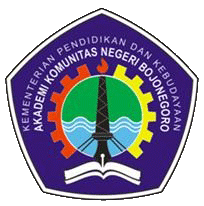 KEMENTERIAN PENDIDIKAN DAN KEBUDAYAAN
AKADEMI KOMUNITAS NEGERI BOJONEGORO